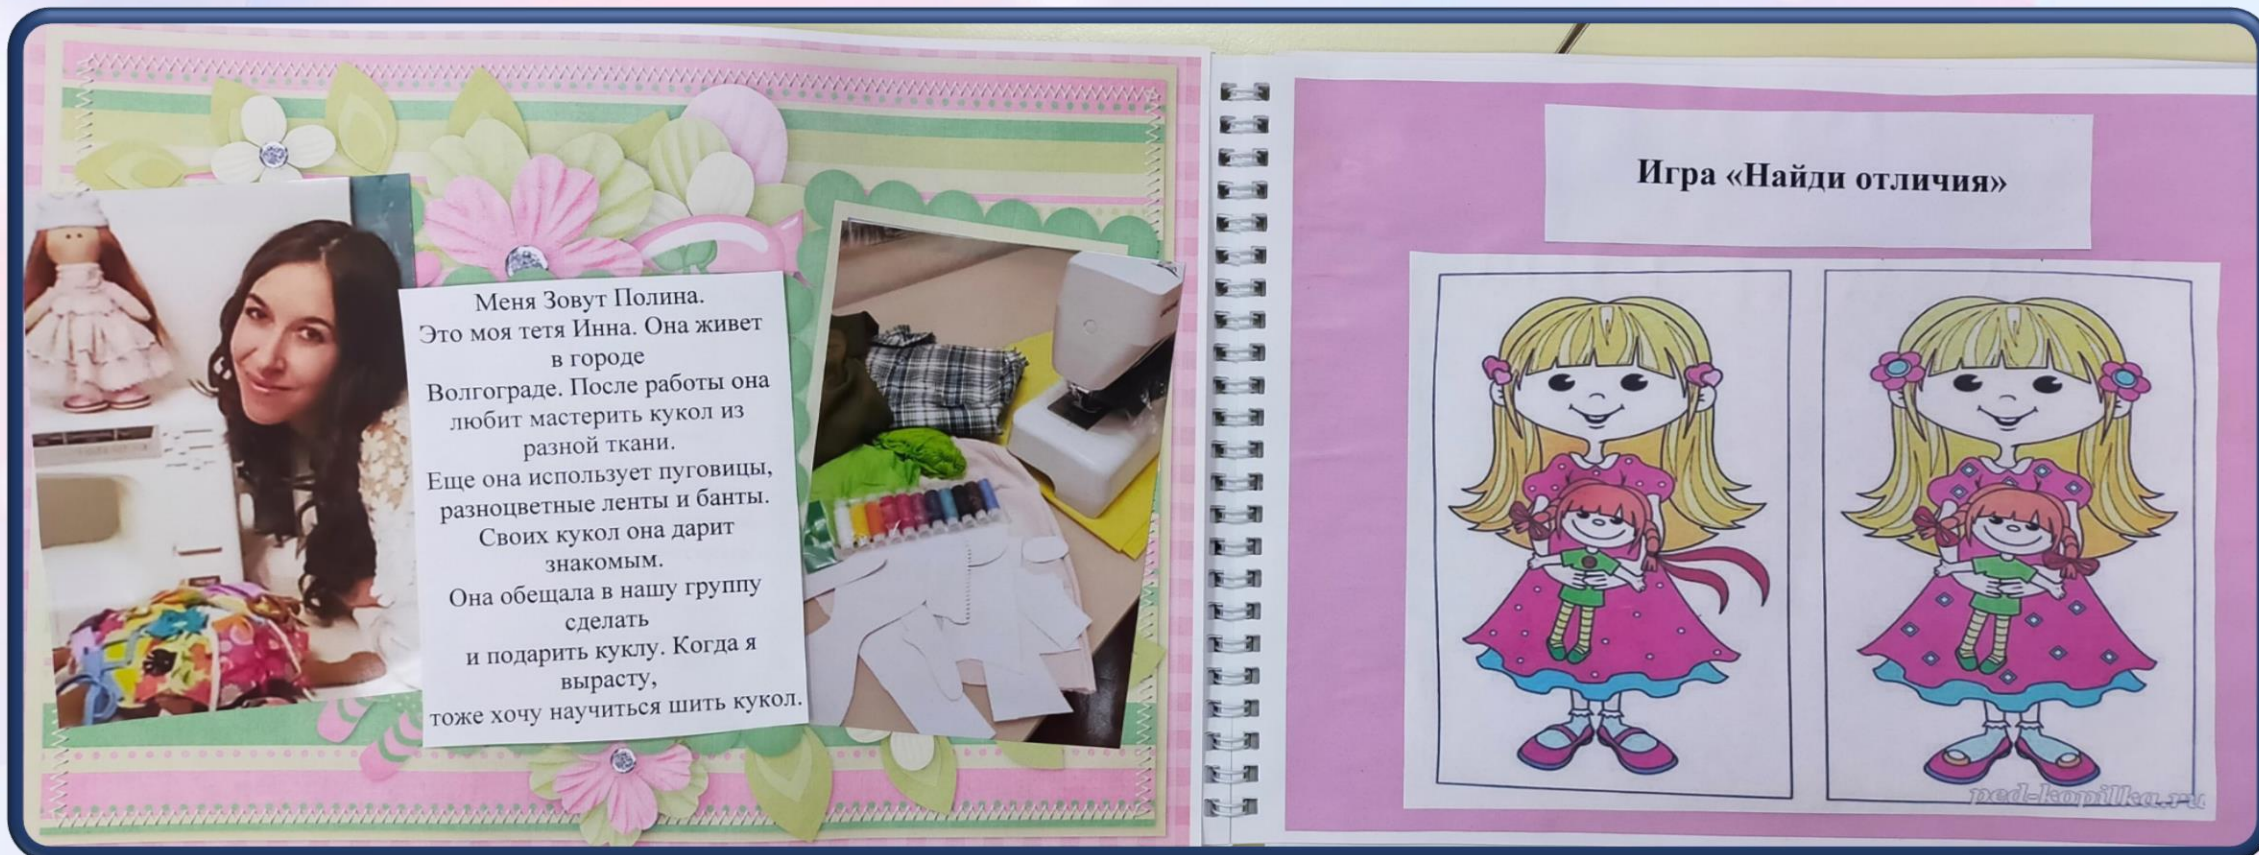 Меня Зовут Полина.
Это моя тетя Инна. Она живет
в городе
Волгограде. После работы она
любит мастерить кукол из
разной ткани.
Еще она использует пуговицы,
разноцветные ленты и банты.
Своих кукол она дарит
знакомым.
Она обещала в нашу группу
сделать
и подарить куклу. Когда я
вырасту,
тоже хочу научиться шить кукол.
Игра «Найди отличия»
ped-kopilka.ru